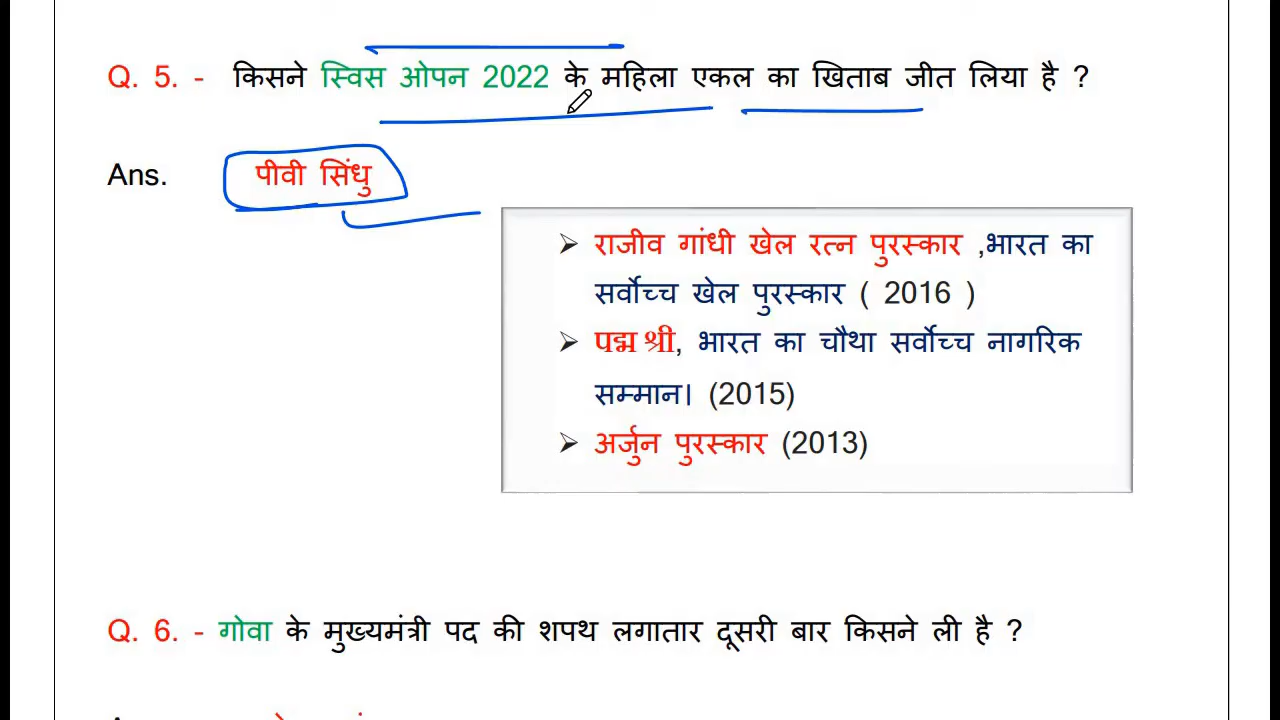 Q. 5. - किसने स्विस ओपन 2022 के महिला एकल का खिताब जीत लिया है ?
Ans. पीवी सिंधु
➢ राजीव गांधी खेल रत्न पुरस्कार ,भारत का
सर्वोच्च खेल पुरस्कार ( 2016 )
➢ पद्म श्री, भारत का चौथा सर्वोच्च नागरिक
सम्मान। (2015)
➢ अर्जुन पुरस्कार (2013)
Q. 6. - गोवा के मुख्यमंत्री पद की शपथ लगातार दूसरी बार किसने ली है ?